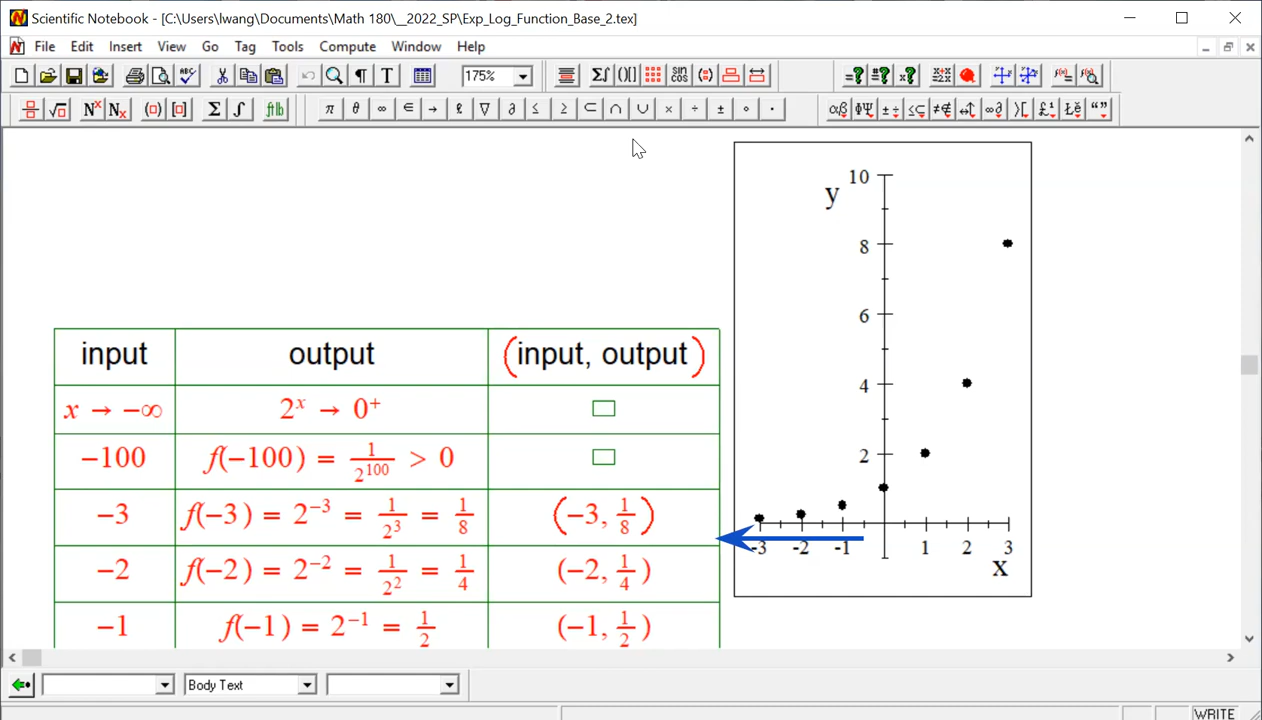 Scientific Notebook - [C:\Users\lwang\Documents\Math 180\__2022_SP\Exp_Log_Function_Base_2.tex]
File Edit Insert View Go Tag Tools Compute Window Help
175%
input output (input, output)
x → −∞ 2^x → 0⁺ □
−100 f(−100) = 1/2^100 > 0 □
−3 f(−3) = 2^−3 = 1/2^3 = 1/8 (−3, 1/8)
−2 f(−2) = 2^−2 = 1/2^2 = 1/4 (−2, 1/4)
−1 f(−1) = 2^−1 = 1/2 (−1, 1/2)
y
10
8
6
4
2
-3 -2 -1 1 2 3
x
Body Text
WRITE